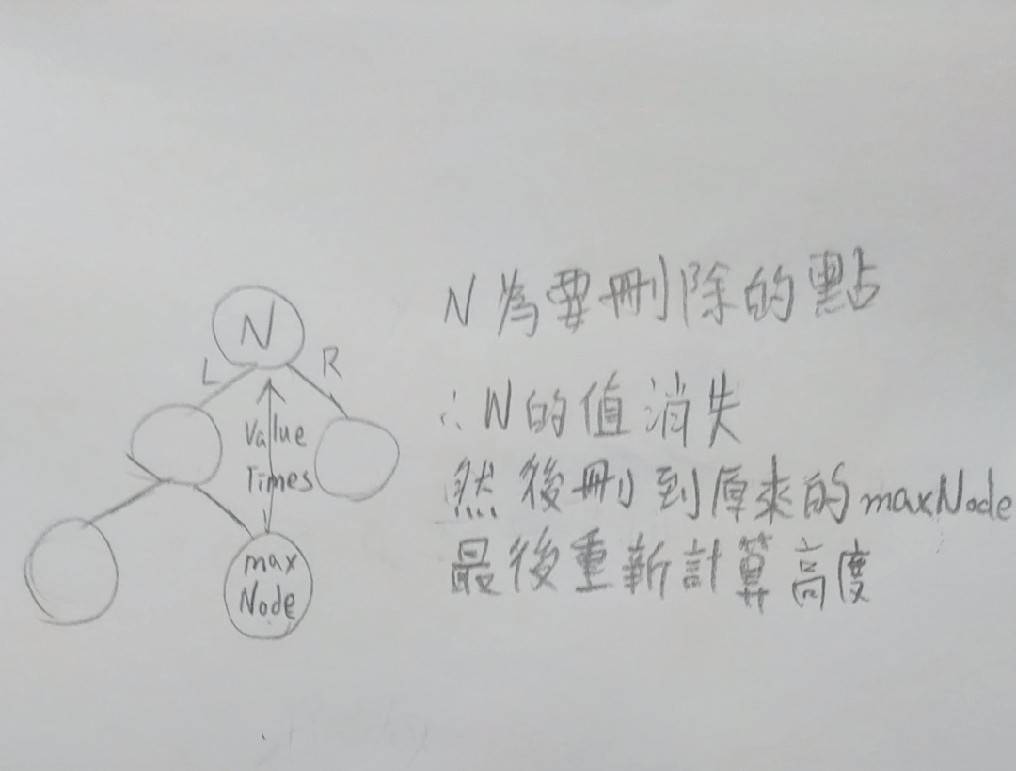 N 為要刪除的點
N
L
R
∴N的值消失
Value
Times
然後刪到原來的maxNode
最後重新計算高度
max
Node